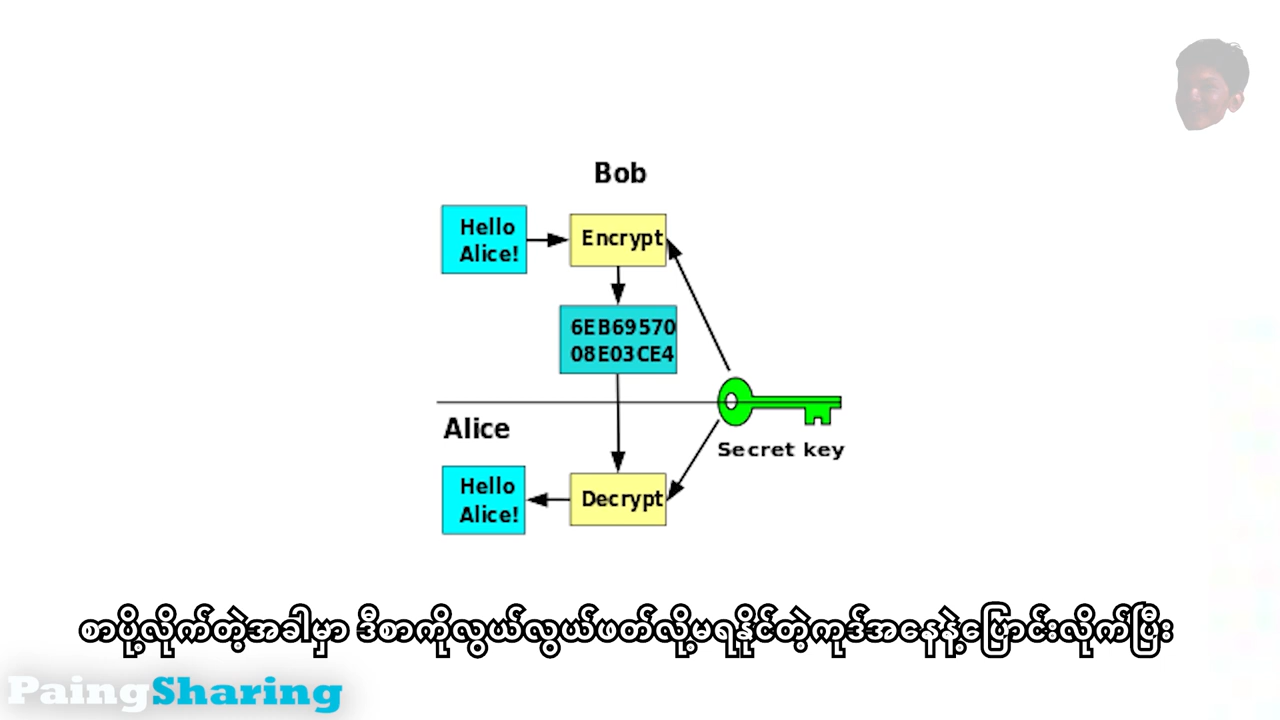 Bob
Hello
Alice!
Encrypt
6EB69570
08E03CE4
Alice
Secret key
Hello
Alice!
Decrypt
စာပို့လိုက်တဲ့အခါမှာ ဒီစာကိုလွယ်လွယ်ဖတ်လို့မရနိုင်တဲ့ကုဒ်အနေနဲ့ပြောင်းလိုက်ပြီး
PaingSharing